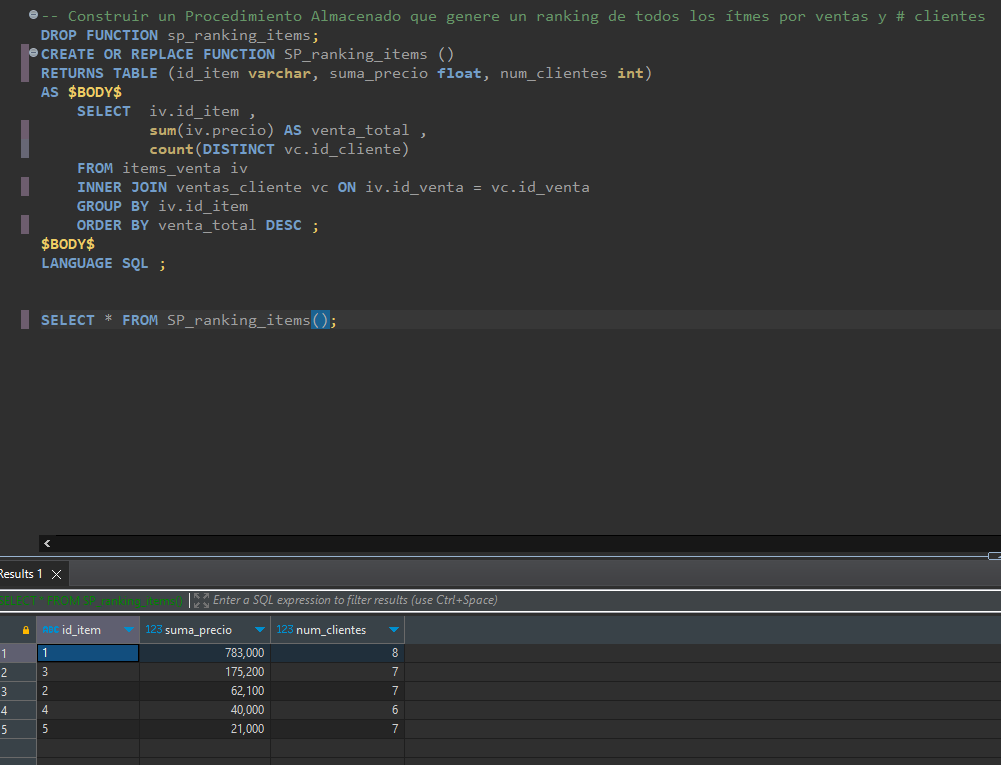 -- Construir un Procedimiento Almacenado que genere un ranking de todos los ítmes por ventas y # clientes
DROP FUNCTION sp_ranking_items;
CREATE OR REPLACE FUNCTION SP_ranking_items ()
RETURNS TABLE (id_item varchar, suma_precio float, num_clientes int)
AS $BODY$
SELECT iv.id_item ,
sum(iv.precio) AS venta_total ,
count(DISTINCT vc.id_cliente)
FROM items_venta iv
INNER JOIN ventas_cliente vc ON iv.id_venta = vc.id_venta
GROUP BY iv.id_item
ORDER BY venta_total DESC ;
$BODY$
LANGUAGE SQL ;
SELECT * FROM SP_ranking_items();
Results 1
SELECT * FROM SP_ranking_items() Enter a SQL expression to filter results (use Ctrl+Space)
abc id_item 123 suma_precio 123 num_clientes
1 1 783,000 8
2 3 175,200 7
3 2 62,100 7
4 4 40,000 6
5 5 21,000 7